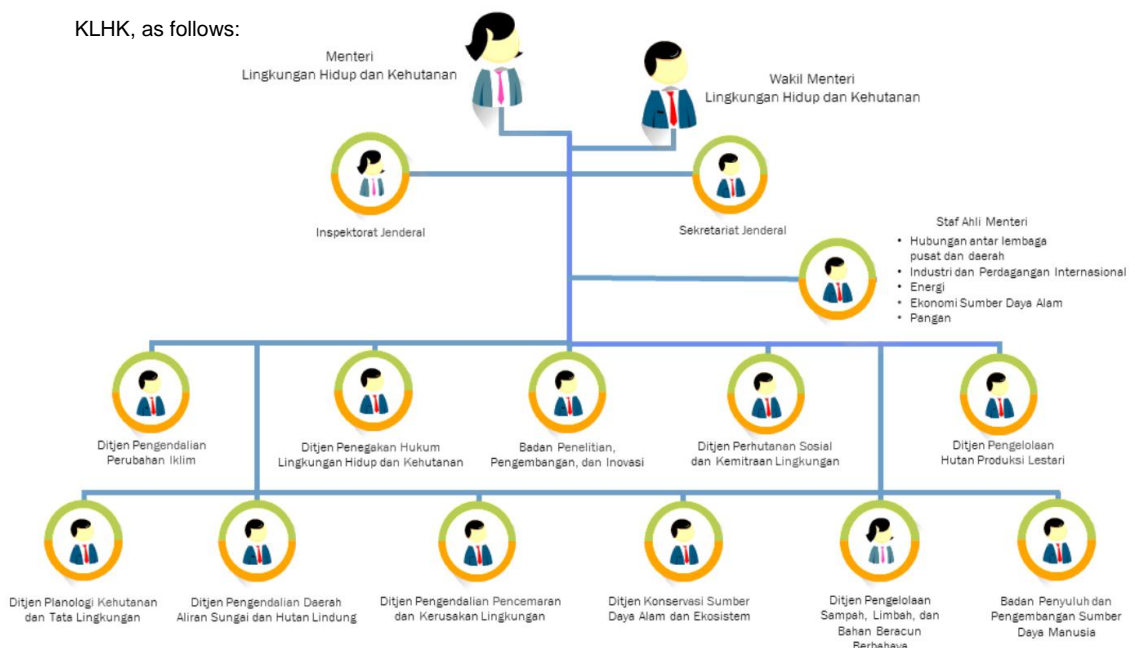 KLHK, as follows:
Menteri
Lingkungan Hidup dan Kehutanan
Wakil Menteri
Lingkungan Hidup dan Kehutanan
Inspektorat Jenderal
Sekretariat Jenderal
Staf Ahli Menteri
• Hubungan antar lembaga
pusat dan daerah
• Industri dan Perdagangan Internasional
• Energi
• Ekonomi Sumber Daya Alam
• Pangan
Ditjen Pengendalian
Perubahan Iklim
Ditjen Penegakan Hukum
Lingkungan Hidup dan Kehutanan
Badan Penelitian,
Pengembangan, dan Inovasi
Ditjen Perhutanan Sosial
dan Kemitraan Lingkungan
Ditjen Pengelolaan
Hutan Produksi Lestari
Ditjen Planologi Kehutanan
dan Tata Lingkungan
Ditjen Pengendalian Daerah
Aliran Sungai dan Hutan Lindung
Ditjen Pengendalian Pencemaran
dan Kerusakan Lingkungan
Ditjen Konservasi Sumber
Daya Alam dan Ekosistem
Ditjen Pengelolaan
Sampah, Limbah, dan
Bahan Beracun
Berbahaya
Badan Penyuluh dan
Pengembangan Sumber
Daya Manusia